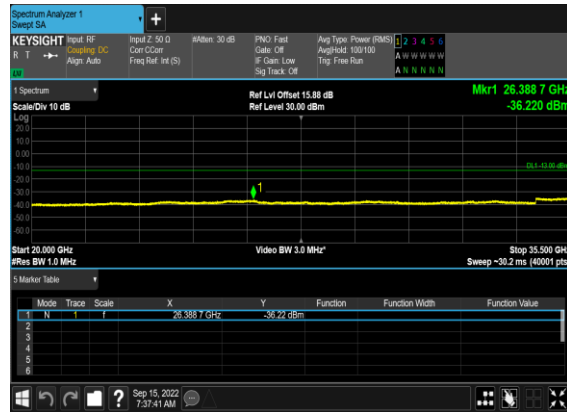 Spectrum Analyzer 1
Swept SA
+
KEYSIGHT Input: RF Input Z: 50 Ω #Atten: 30 dB PNO: Fast Avg Type: Power (RMS) 1 2 3 4 5 6
R T Coupling: DC Corr CCorr Gate: Off Avg|Hold: 100/100 A W W W W W
Align: Auto Freq Ref: Int (S) IF Gain: Low Trig: Free Run
Sig Track: Off A N N N N N
1 Spectrum Ref Lvl Offset 15.88 dB Mkr1 26.388 7 GHz
Scale/Div 10 dB Ref Level 30.00 dBm -36.220 dBm
Log
20.0
10.0
0.00
-10.0
DL1 -13.00 dBm
-20.0
-30.0
1
-40.0
-50.0
-60.0
Start 20.000 GHz Video BW 3.0 MHz* Stop 35.500 GHz
#Res BW 1.0 MHz Sweep ~30.2 ms (40001 pts)
5 Marker Table
Mode Trace Scale X Y Function Function Width Function Value
1 N 1 f 26.388 7 GHz -36.22 dBm
2
3
4
5
6
? Sep 15, 2022
7:37:41 AM